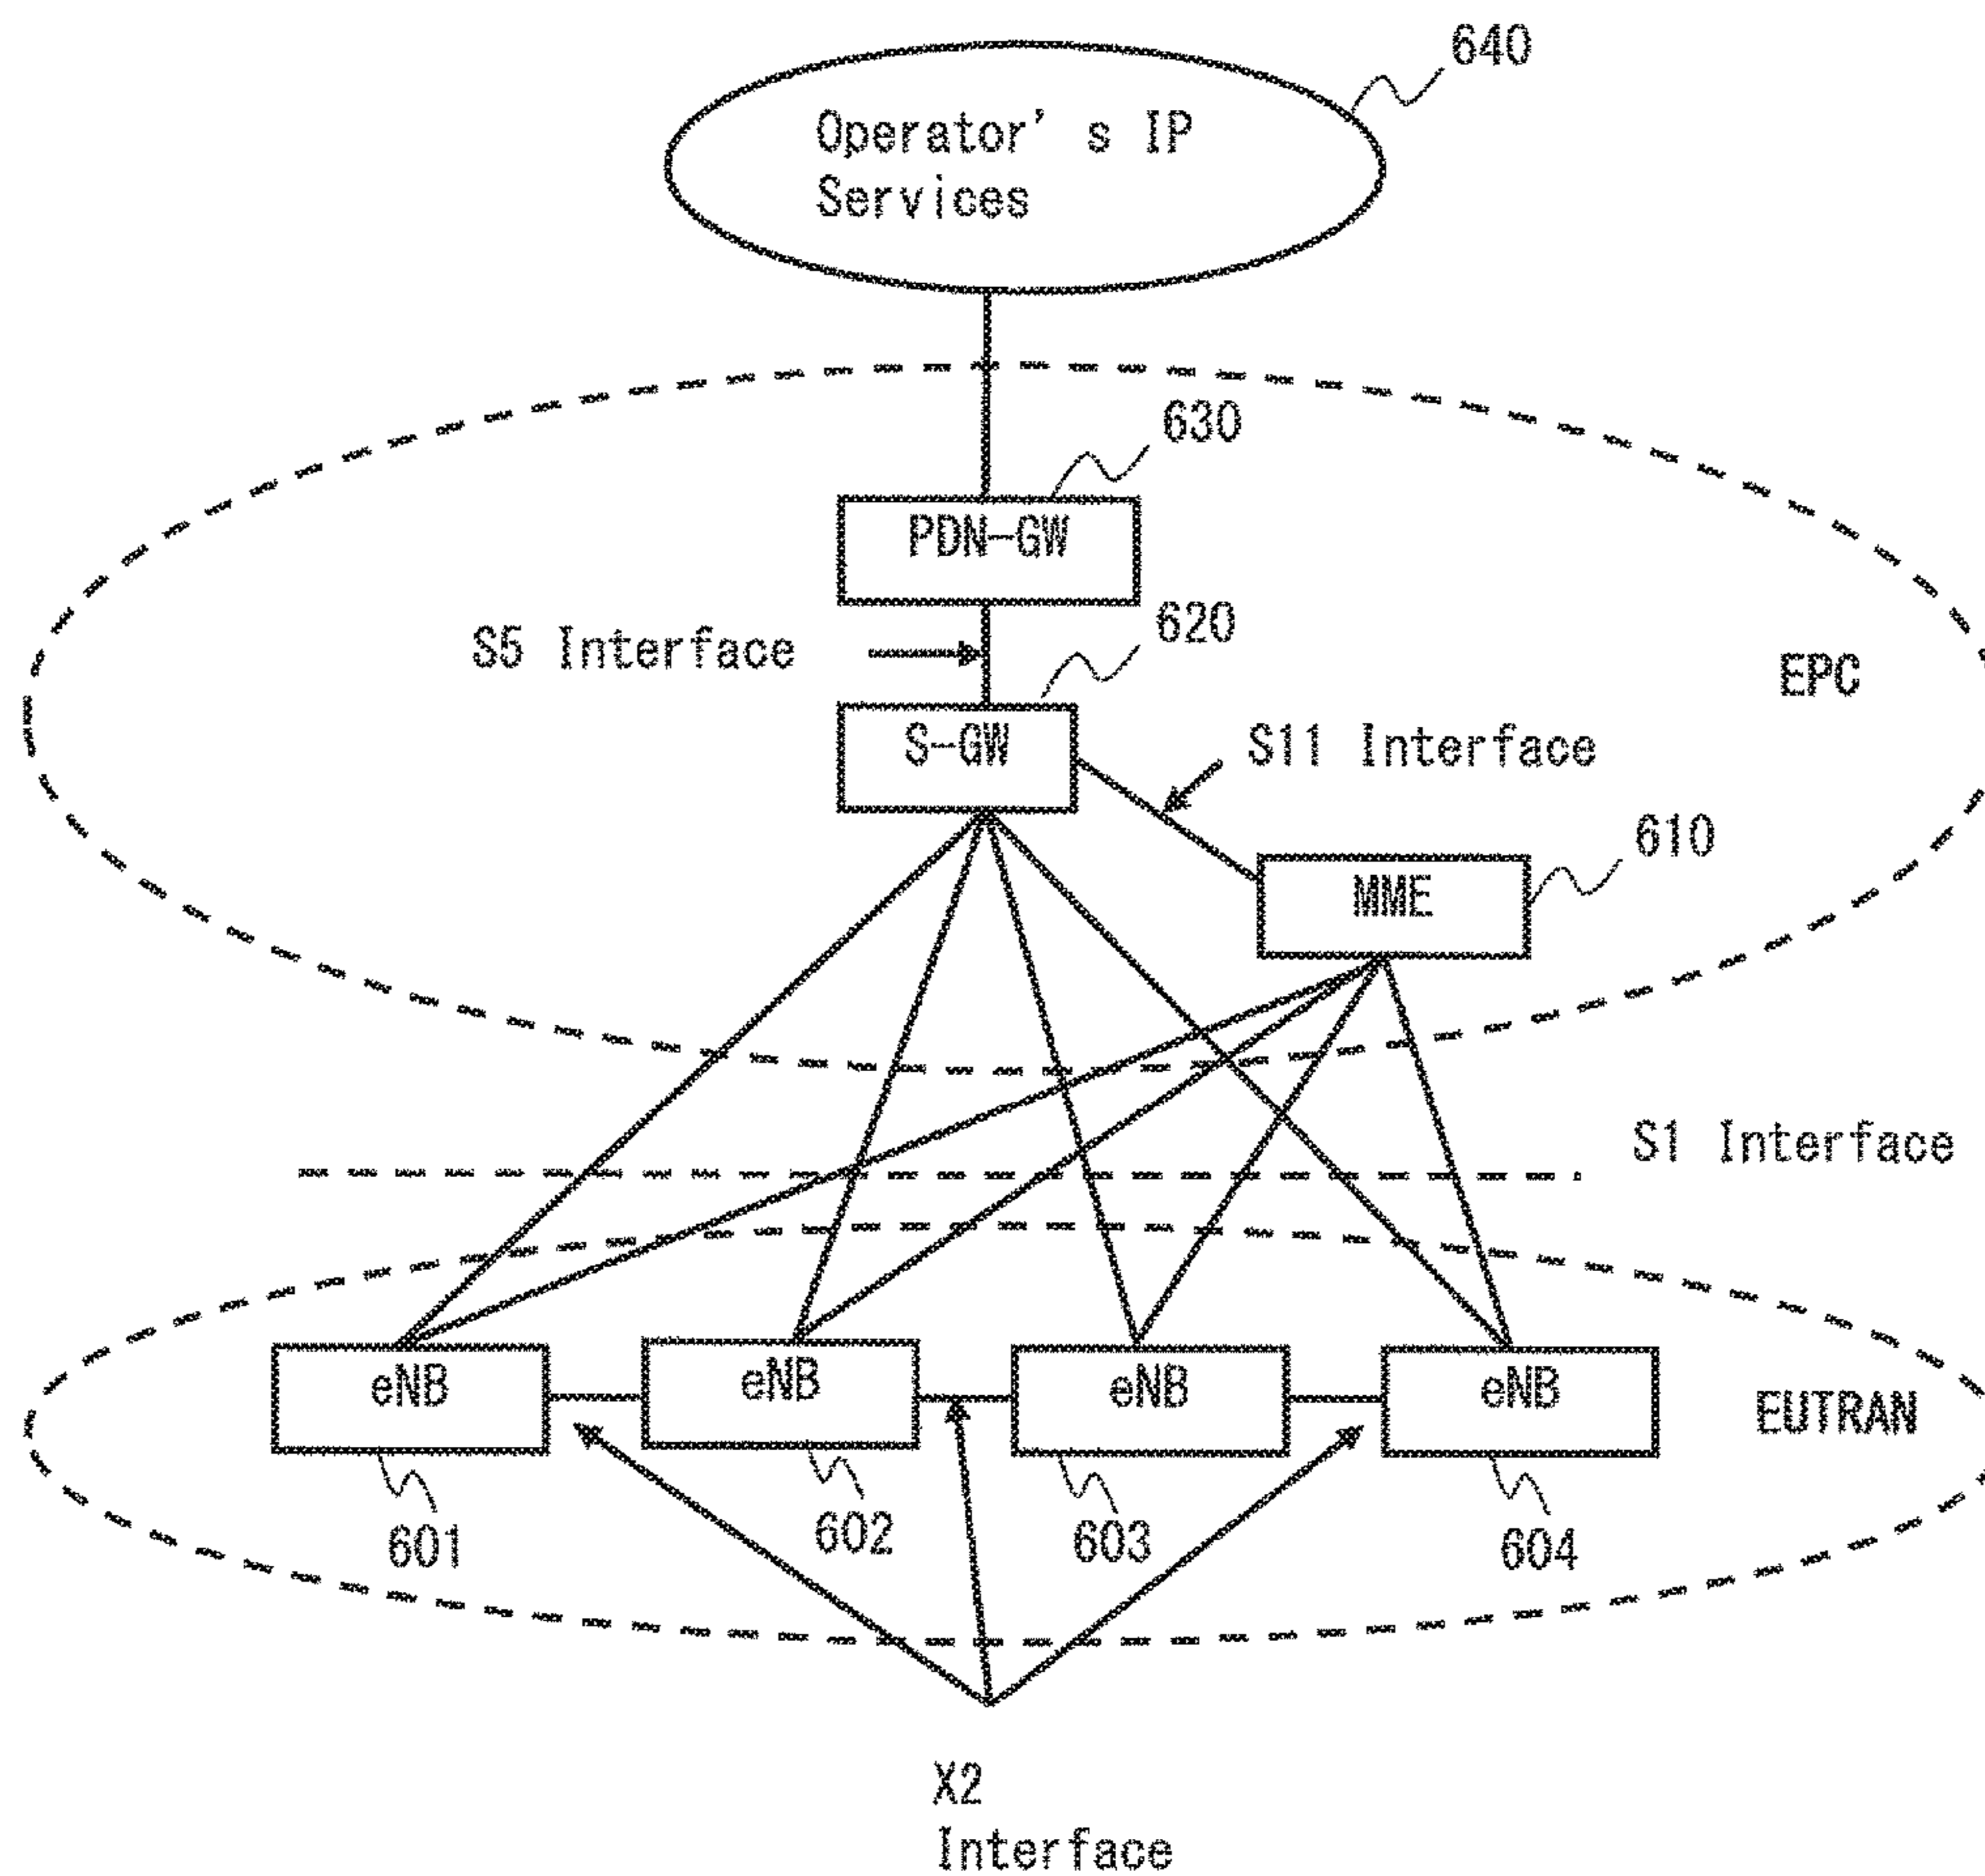 640
Operator's IP
Services
630
PDN-GW
620
S5 Interface
EPC
S-GW
S11 Interface
610
MME
S1 Interface
eNB
eNB
eNB
eNB
EUTRAN
601
602
603
604
X2
Interface